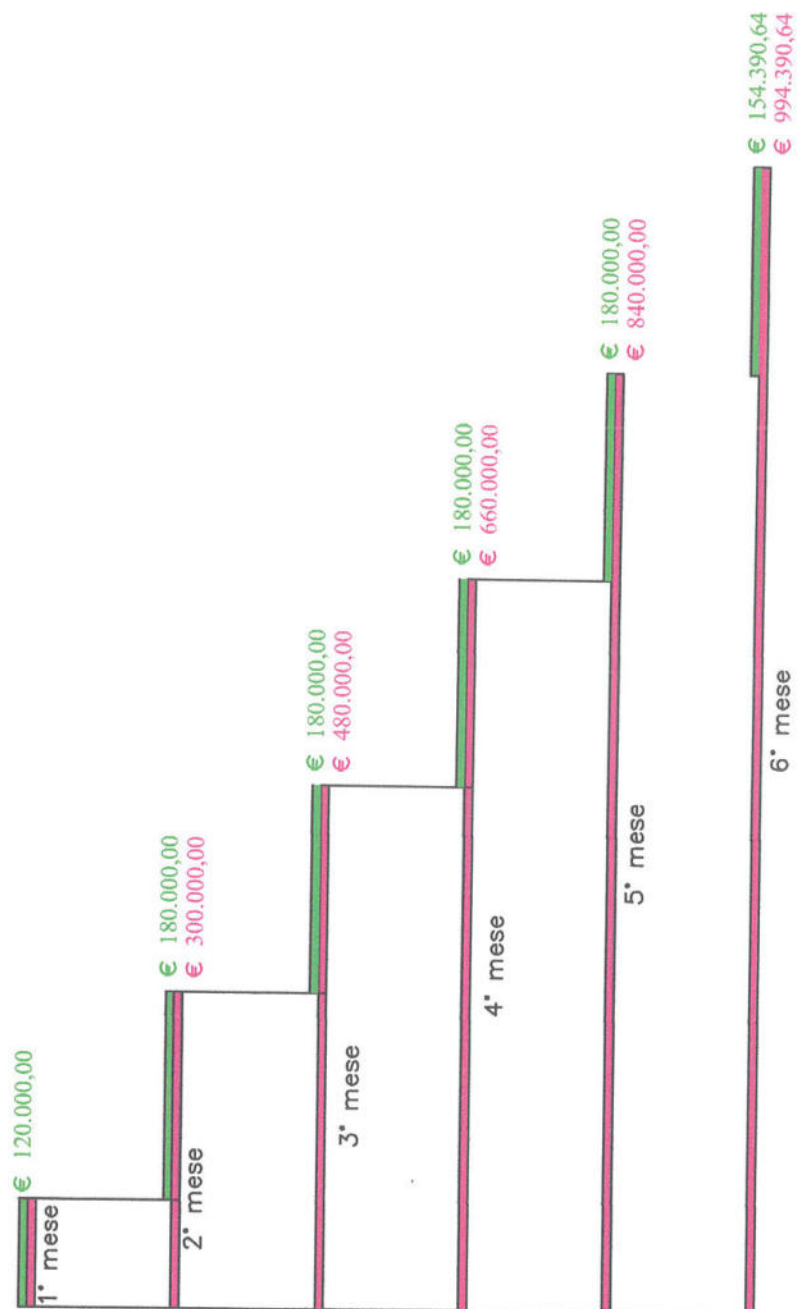 € 120.000,00
1° mese
€ 180.000,00
€ 300.000,00
2° mese
€ 180.000,00
€ 480.000,00
3° mese
€ 180.000,00
€ 660.000,00
4° mese
€ 180.000,00
€ 840.000,00
5° mese
€ 154.390,64
€ 994.390,64
6° mese